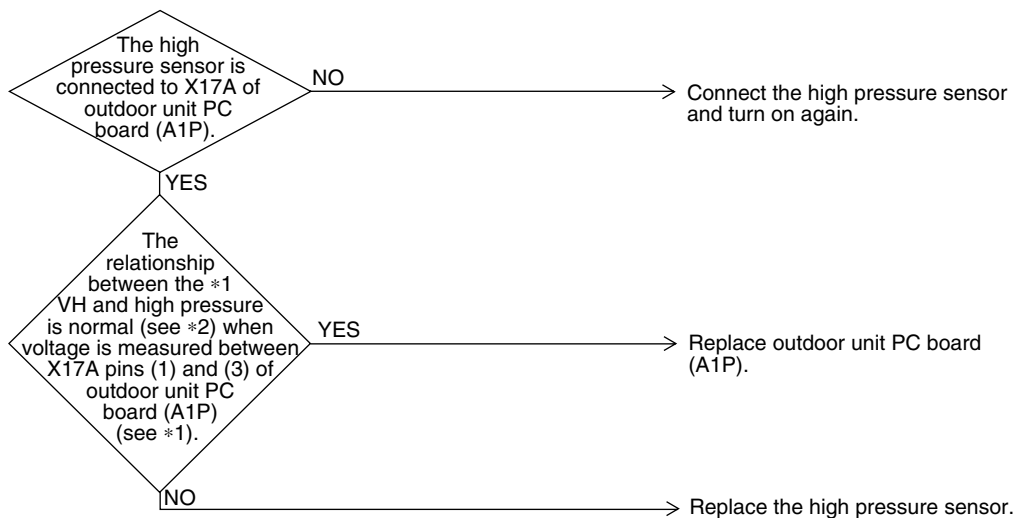 The high
pressure sensor is
connected to X17A of
outdoor unit PC
board (A1P).
NO
Connect the high pressure sensor
and turn on again.
YES
The
relationship
between the *1
VH and high pressure
is normal (see *2) when
voltage is measured between
X17A pins (1) and (3) of
outdoor unit PC
board (A1P)
(see *1).
YES
Replace outdoor unit PC board
(A1P).
NO
Replace the high pressure sensor.